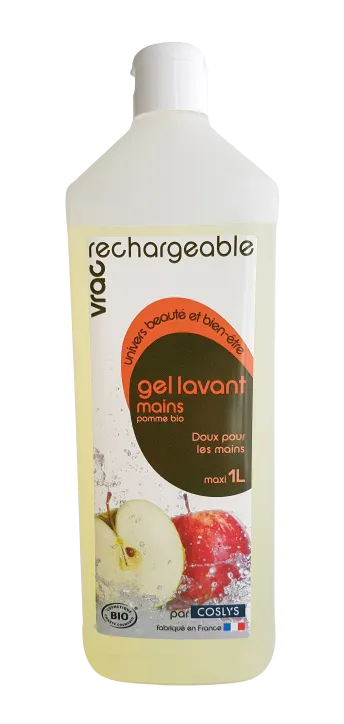 vrac
rechargeable
univers beauté et bien-être
gel lavant
mains
pomme bio
Doux pour
les mains
maxi 1L
BIO
par COSLYS
fabriqué en France